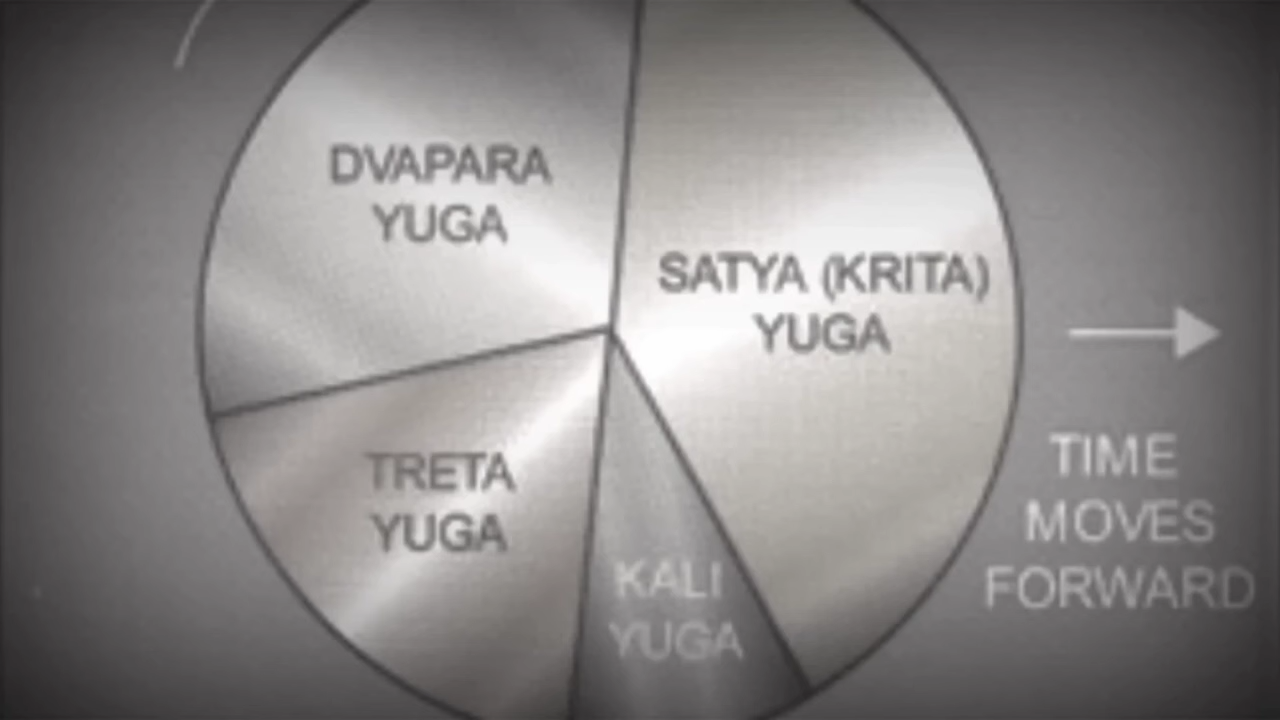 DVAPARA
YUGA
SATYA (KRITA)
YUGA
TRETA
YUGA
KALI
YUGA
TIME
MOVES
FORWARD